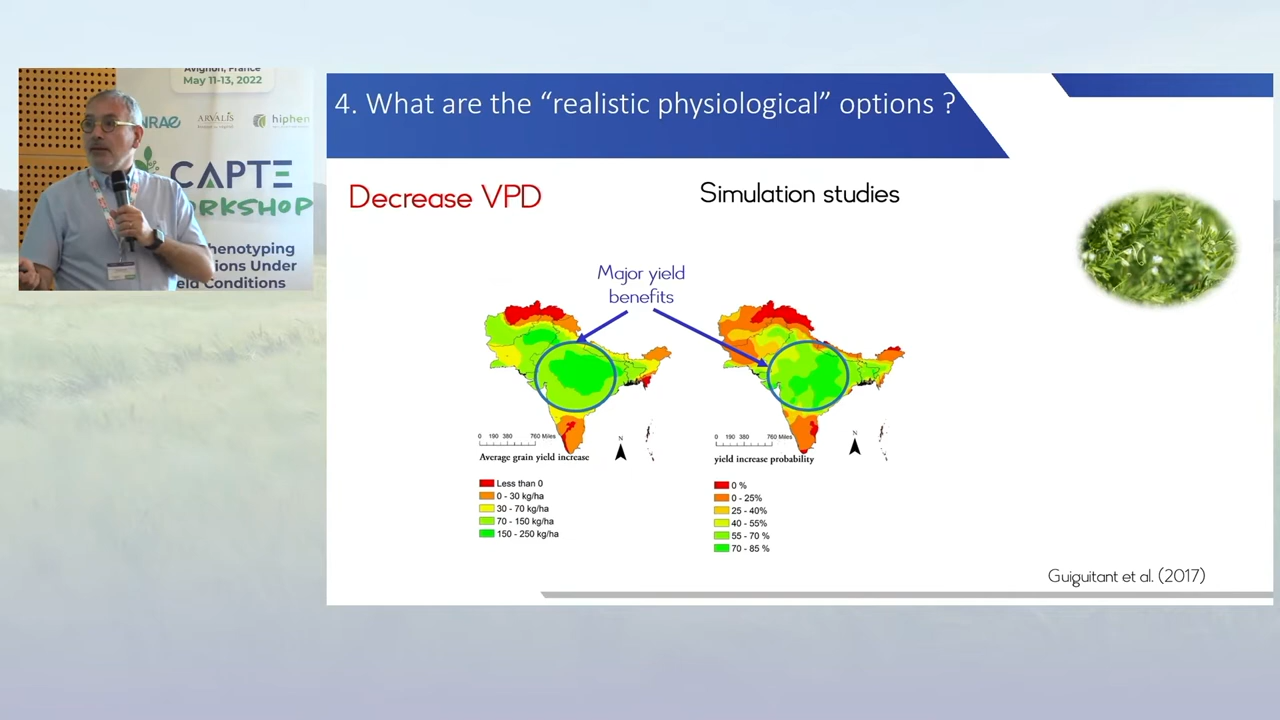 Avignon, France
May 11-13, 2022
NRAE
ARVALIS
hiphen
CAPTE
RKSHOP
henotyping
ions Under
eld Conditions
4. What are the “realistic physiological” options ?
Decrease VPD
Simulation studies
Major yield
benefits
0 190 380 760 Miles
N
Average grain yield increase
Less than 0
0 - 30 kg/ha
30 - 70 kg/ha
70 - 150 kg/ha
150 - 250 kg/ha
0 190 380 760 Miles
N
yield increase probability
0 %
0 - 25%
25 - 40%
40 - 55%
55 - 70 %
70 - 85 %
Guiguitant et al. (2017)